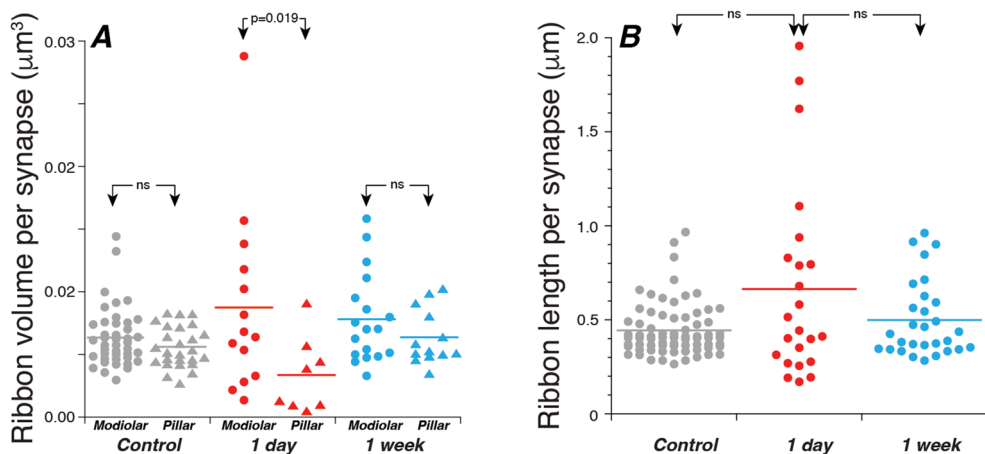 A
p=0.019
ns
ns
Ribbon volume per synapse (μm³)
0.03
0.02
0.02
0.00
Modiolar Pillar Modiolar Pillar Modiolar Pillar
Control 1 day 1 week
B
ns
ns
Ribbon length per synapse (μm)
2.0
1.5
1.0
0.5
0
Control 1 day 1 week